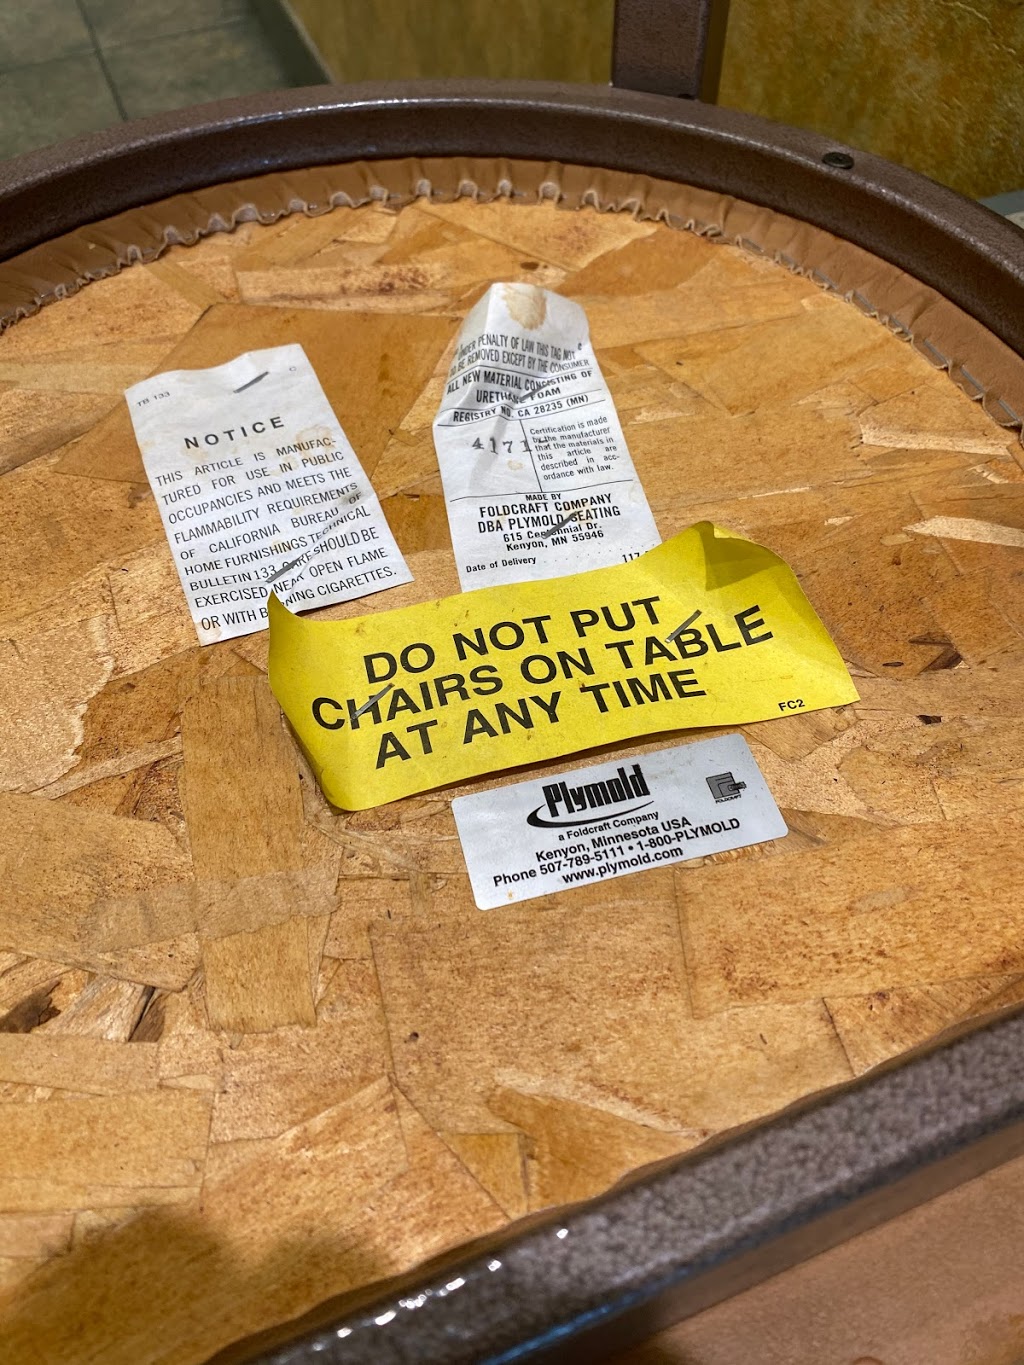 TB 133
C
NOTICE
THIS ARTICLE IS MANUFAC-
TURED FOR USE IN PUBLIC
OCCUPANCIES AND MEETS THE
FLAMMABILITY REQUIREMENTS
OF CALIFORNIA BUREAU OF
HOME FURNISHINGS TECHNICAL
BULLETIN 133. CARE SHOULD BE
EXERCISED NEAR OPEN FLAME
OR WITH BURNING CIGARETTES.
UNDER PENALTY OF LAW THIS TAG NOT
TO BE REMOVED EXCEPT BY THE CONSUMER
ALL NEW MATERIAL CONSISTING OF
URETHANE FOAM
REGISTRY NO. CA 28235 (MN)
4171
Certification is made
by the manufacturer
that the materials in
this article are
described in acc-
ordance with law.
MADE BY
FOLDCRAFT COMPANY
DBA PLYMOLD SEATING
615 Centennial Dr.
Kenyon, MN 55946
Date of Delivery
DO NOT PUT
CHAIRS ON TABLE
AT ANY TIME
FC2
Plymold
a Foldcraft Company
FOLDCRAFT
Kenyon, Minnesota USA
Phone 507-789-5111 • 1-800-PLYMOLD
www.plymold.com